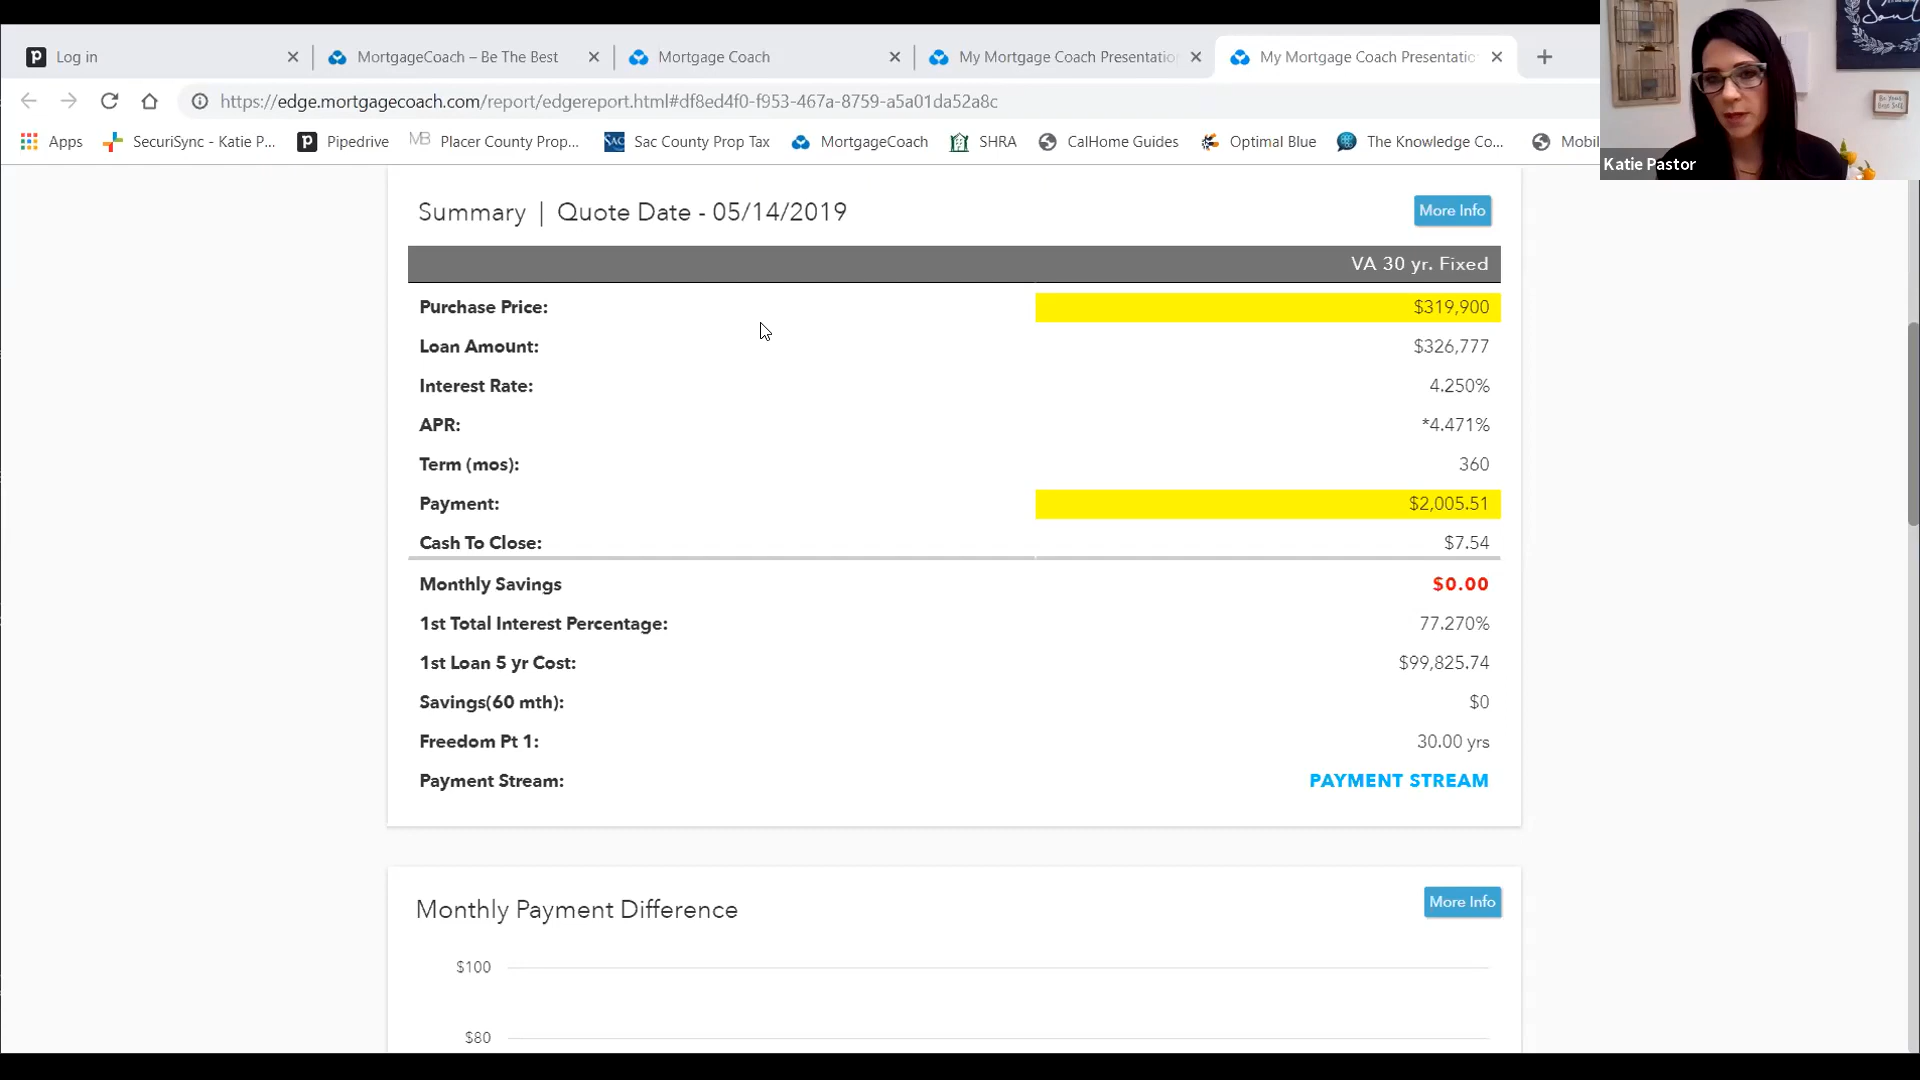 Log in
MortgageCoach – Be The Best
Mortgage Coach
My Mortgage Coach Presentatio
My Mortgage Coach Presentatio
https://edge.mortgagecoach.com/report/edgereport.html#df8ed4f0-f953-467a-8759-a5a01da52a8c
Apps SecuriSync - Katie P... Pipedrive MB Placer County Prop... SAC Sac County Prop Tax MortgageCoach SHRA CalHome Guides Optimal Blue The Knowledge Co... Mobil
Katie Pastor
Summary | Quote Date - 05/14/2019 More Info
VA 30 yr. Fixed
Purchase Price: $319,900
Loan Amount: $326,777
Interest Rate: 4.250%
APR: *4.471%
Term (mos): 360
Payment: $2,005.51
Cash To Close: $7.54
Monthly Savings $0.00
1st Total Interest Percentage: 77.270%
1st Loan 5 yr Cost: $99,825.74
Savings(60 mth): $0
Freedom Pt 1: 30.00 yrs
Payment Stream: PAYMENT STREAM
Monthly Payment Difference More Info
$100
$80